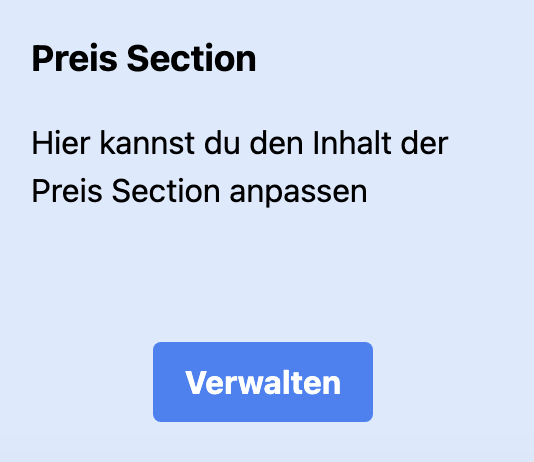 Preis Section
Hier kannst du den Inhalt der
Preis Section anpassen
Verwalten